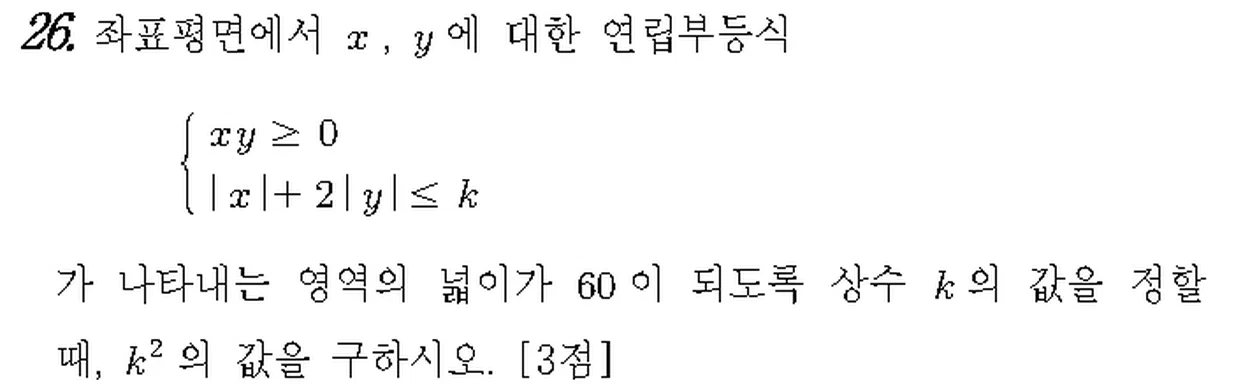 26. 좌표평면에서 x, y에 대한 연립부등식
xy ≥ 0
|x|+2|y| ≤ k
가 나타내는 영역의 넓이가 60이 되도록 상수 k의 값을 정할
때, k²의 값을 구하시오. [3점]